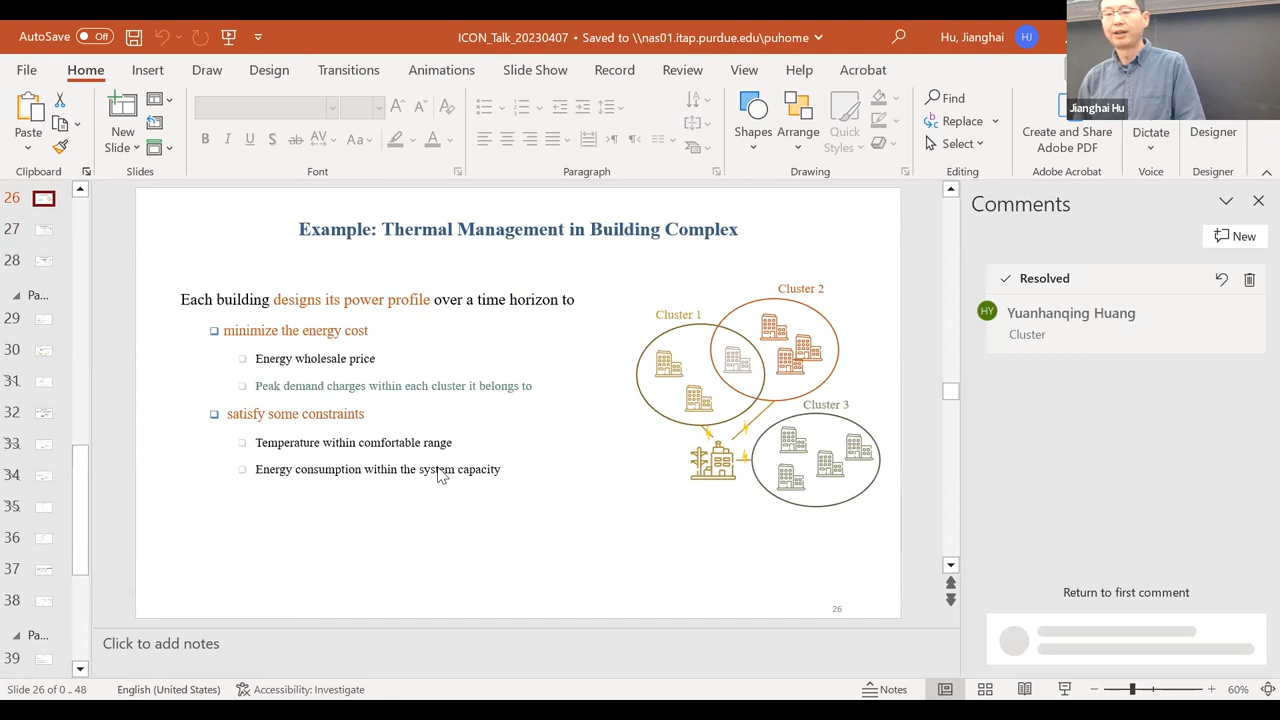 AutoSave Off
ICON_Talk_20230407 • Saved to \\nas01.itap.purdue.edu\puhome
Hu, Jianghai HJ
Jianghai Hu
File Home Insert Draw Design Transitions Animations Slide Show Record Review View Help Acrobat
Paste
New
Slide
B I U S ab AV Aa A
Shapes Arrange Quick
Styles
Find
Replace
Select
Create and Share
Adobe PDF
Dictate
Designer
Clipboard Slides Font Paragraph Drawing Editing Adobe Acrobat Voice Designer
26
27
28
Pa...
29
30
31
32
33
34
35
36
37
38
Pa...
39
Example: Thermal Management in Building Complex
Each building designs its power profile over a time horizon to
minimize the energy cost
Energy wholesale price
Peak demand charges within each cluster it belongs to
satisfy some constraints
Temperature within comfortable range
Energy consumption within the system capacity
Cluster 2
Cluster 1
Cluster 3
26
Comments
New
Resolved
HY
Yuanhanqing Huang
Cluster
Return to first comment
Click to add notes
Slide 26 of 0 – 48 English (United States) Accessibility: Investigate Notes 60%